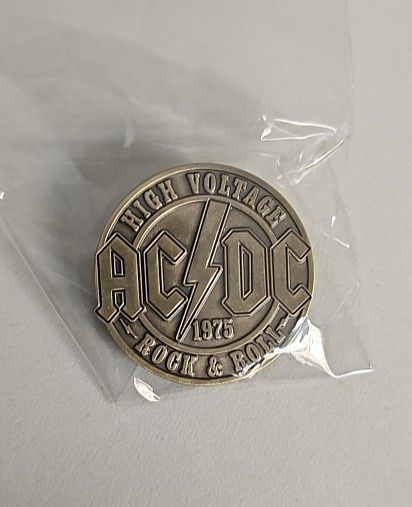 HIGH VOLTAGE
AC⚡DC
1975
ROCK & ROLL